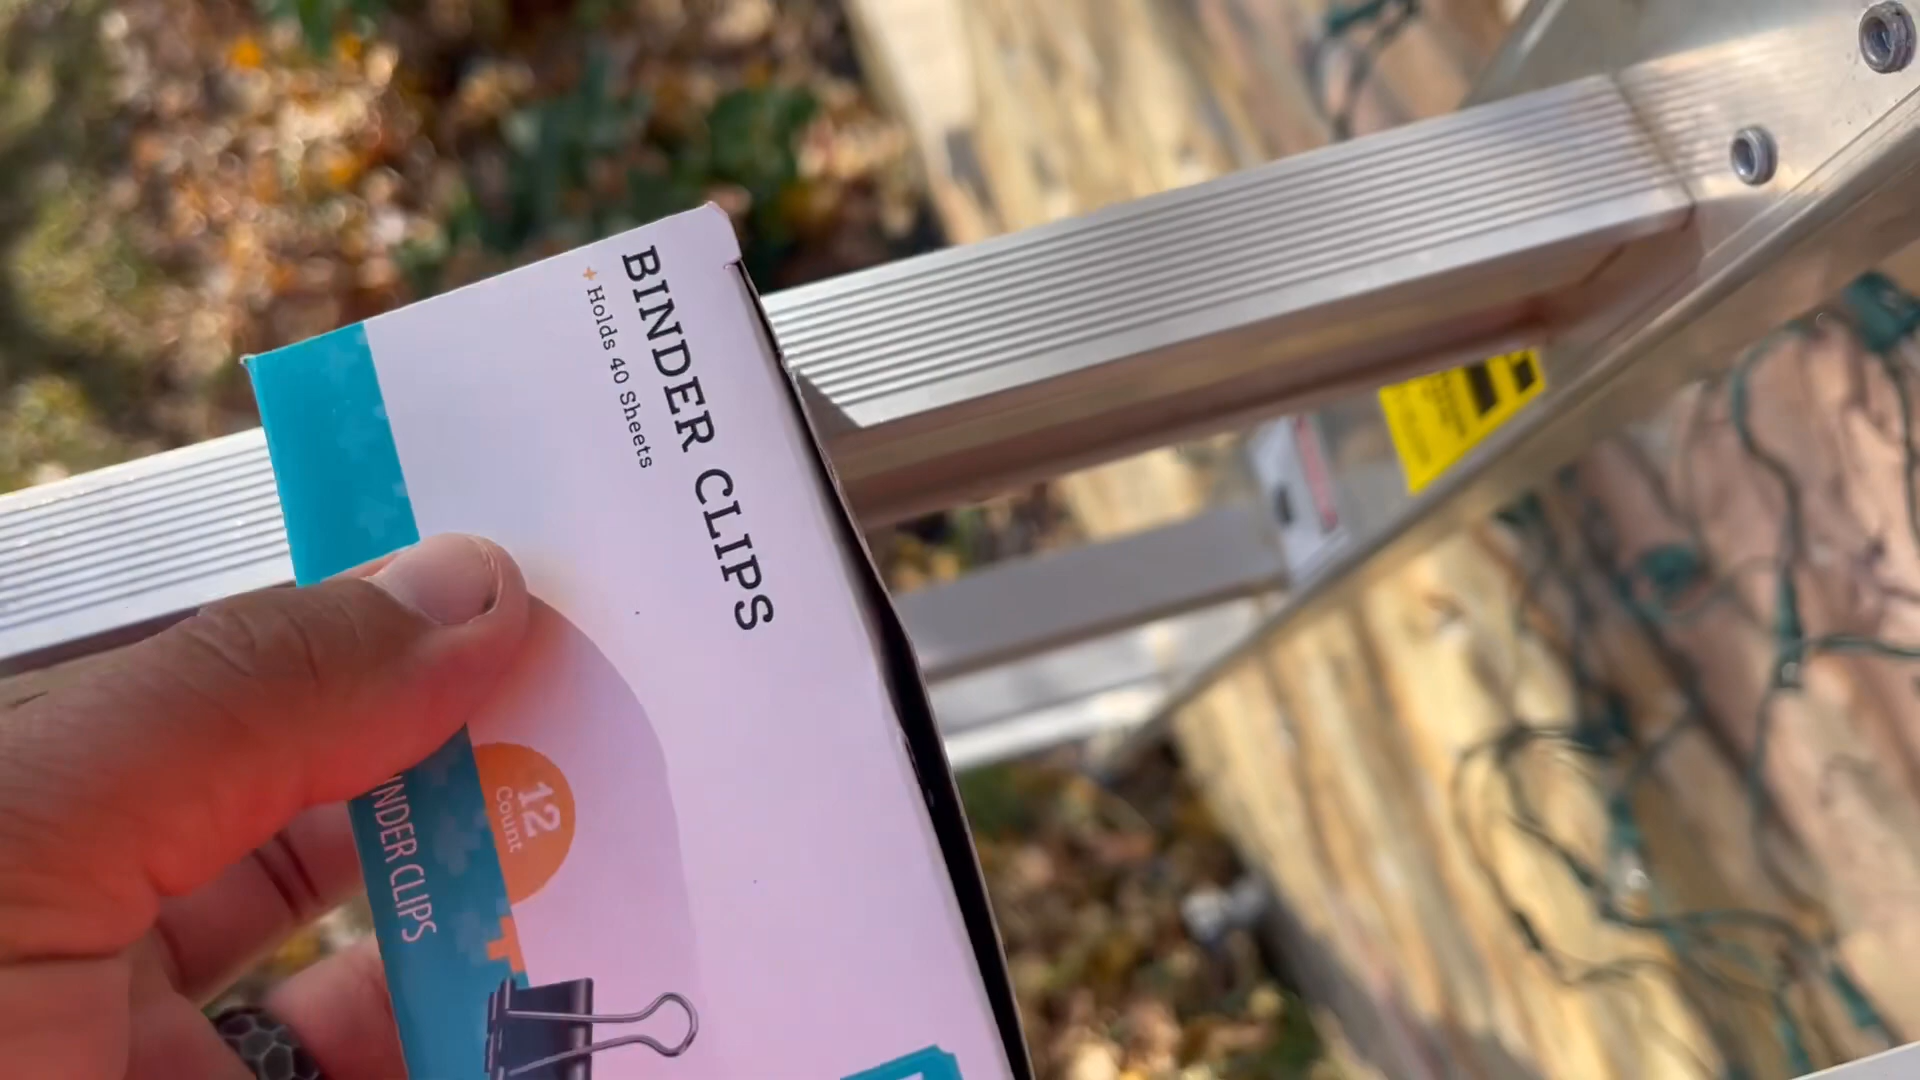 BINDER CLIPS
+ Holds 40 Sheets
12
Count
INDER CLIPS